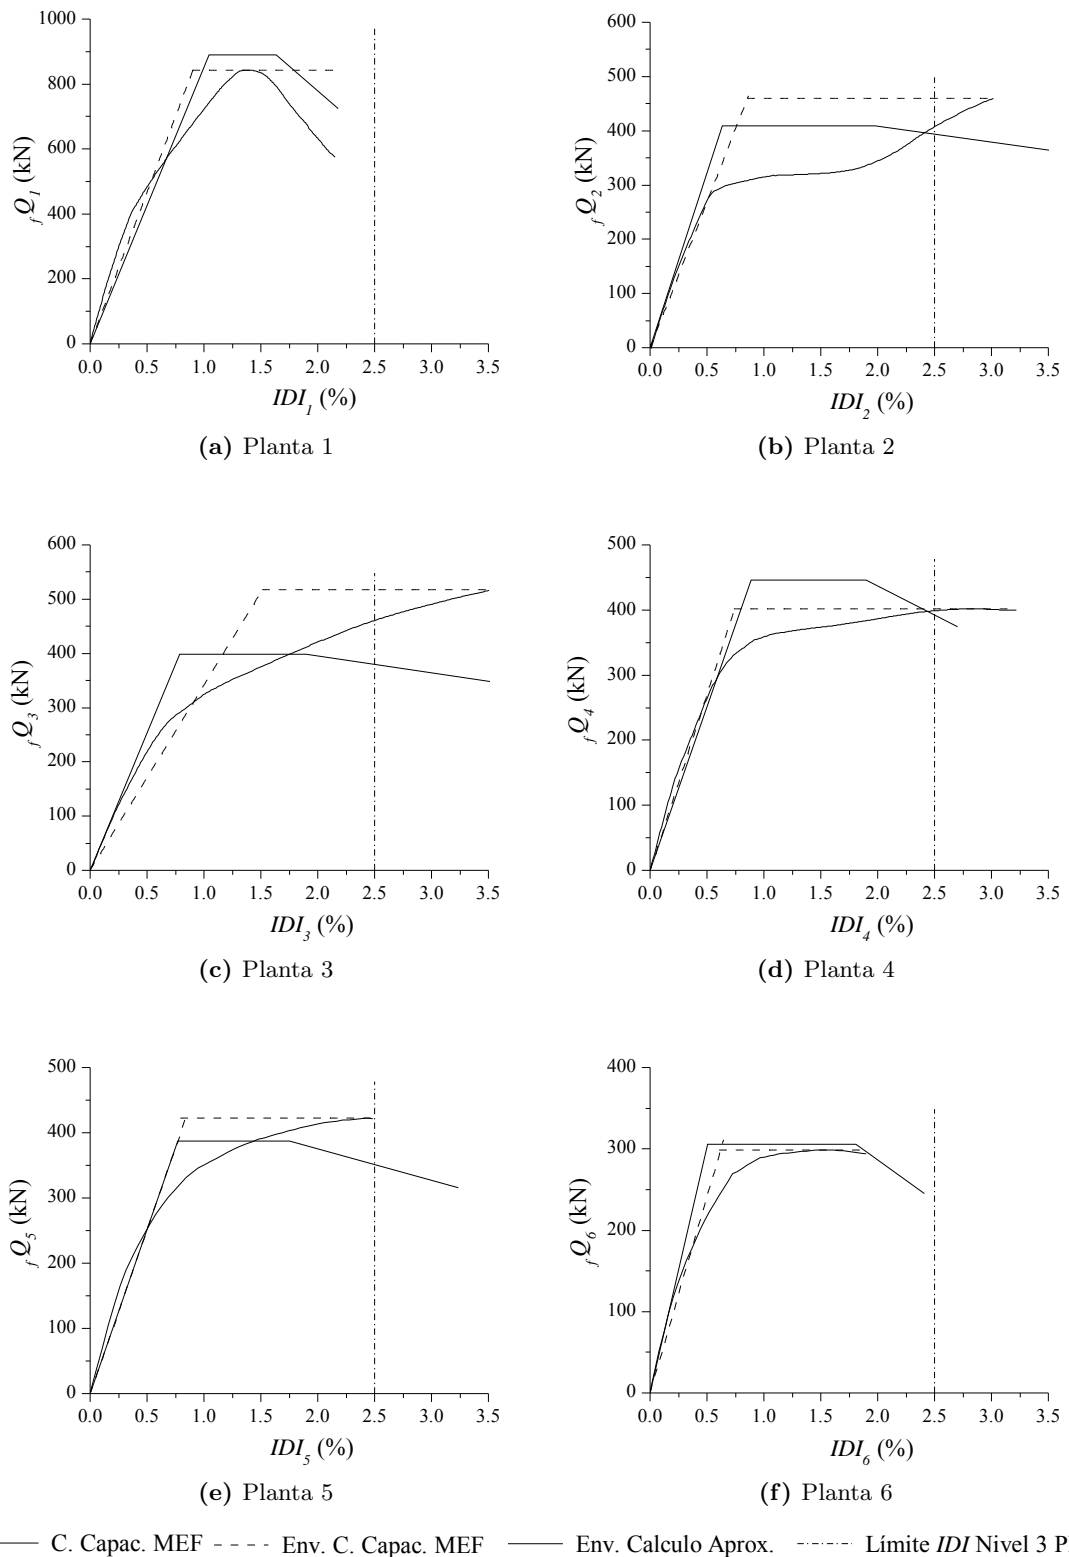 1000
800
600
400
200
0
fQ1 (kN)
0.0 0.5 1.0 1.5 2.0 2.5 3.0 3.5
IDI1 (%)
(a) Planta 1
600
500
400
300
200
100
0
fQ2 (kN)
0.0 0.5 1.0 1.5 2.0 2.5 3.0 3.5
IDI2 (%)
(b) Planta 2
600
500
400
300
200
100
0
fQ3 (kN)
0.0 0.5 1.0 1.5 2.0 2.5 3.0 3.5
IDI3 (%)
(c) Planta 3
500
400
300
200
100
0
fQ4 (kN)
0.0 0.5 1.0 1.5 2.0 2.5 3.0 3.5
IDI4 (%)
(d) Planta 4
500
400
300
200
100
0
fQ5 (kN)
0.0 0.5 1.0 1.5 2.0 2.5 3.0 3.5
IDI5 (%)
(e) Planta 5
400
300
200
100
0
fQ6 (kN)
0.0 0.5 1.0 1.5 2.0 2.5 3.0 3.5
IDI6 (%)
(f) Planta 6
C. Capac. MEF Env. C. Capac. MEF Env. Calculo Aprox. Límite IDI Nivel 3 P